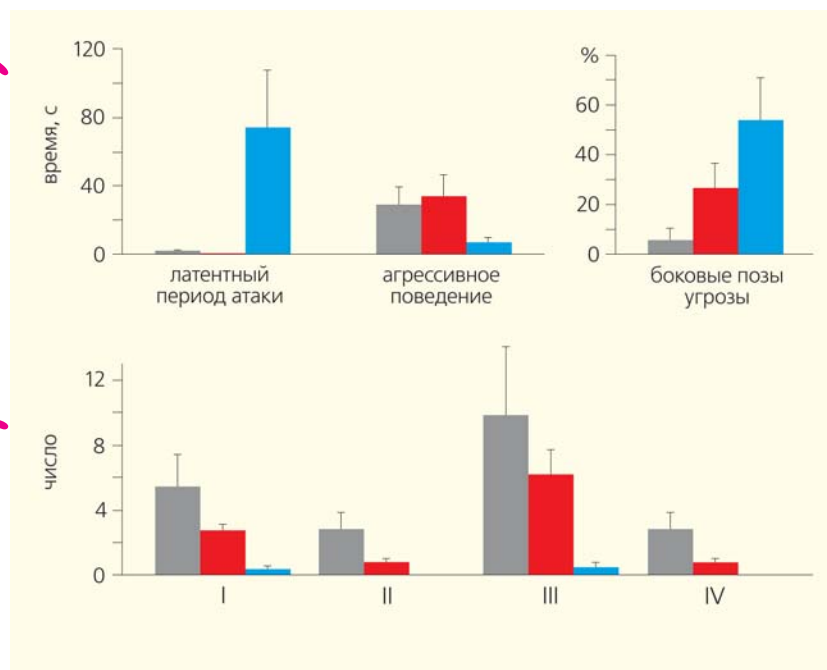 время, с
120
80
40
0
латентный
период атаки
агрессивное
поведение
%
60
40
20
0
боковые позы
угрозы
число
12
8
4
0
I
II
III
IV